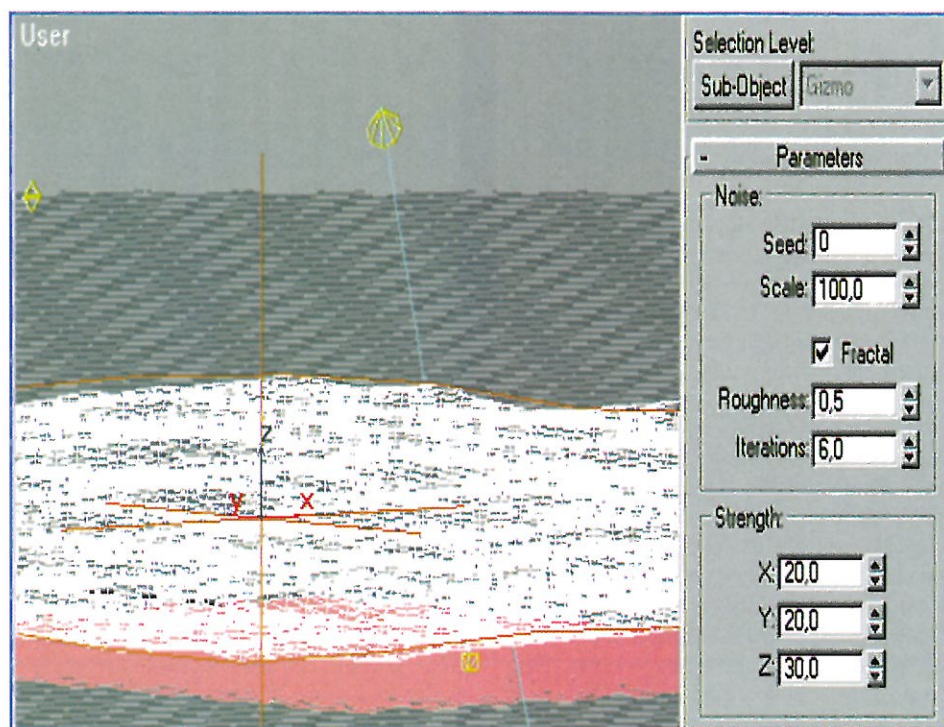 User
Selection Level:
Sub-Object Gizmo
- Parameters
Noise:
Seed: 0
Scale: 100,0
Fractal
Roughness: 0,5
Iterations: 6,0
Strength:
X: 20,0
Y: 20,0
Z: 30,0
Z
y x